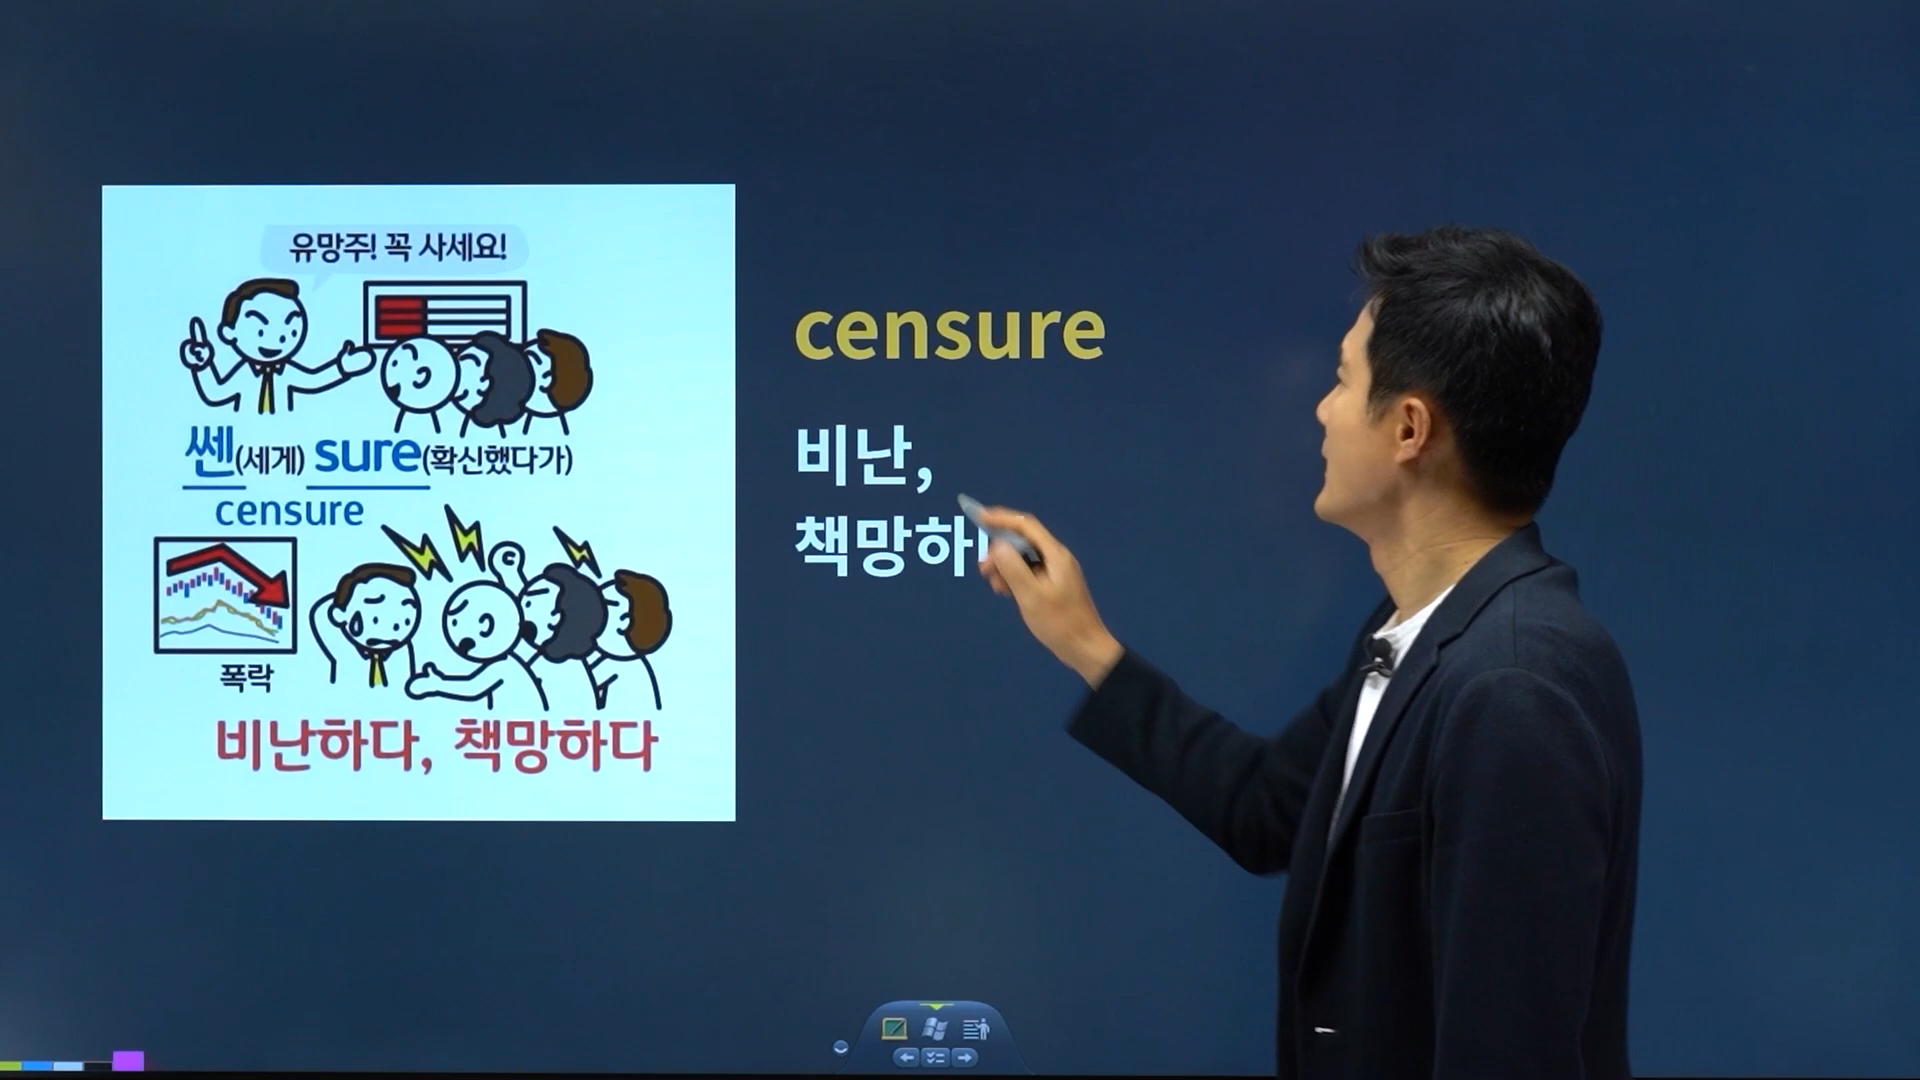 유망주! 꼭 사세요!
쎈(세게) sure(확신했다가)
censure
폭락
비난하다, 책망하다
censure
비난,
책망하